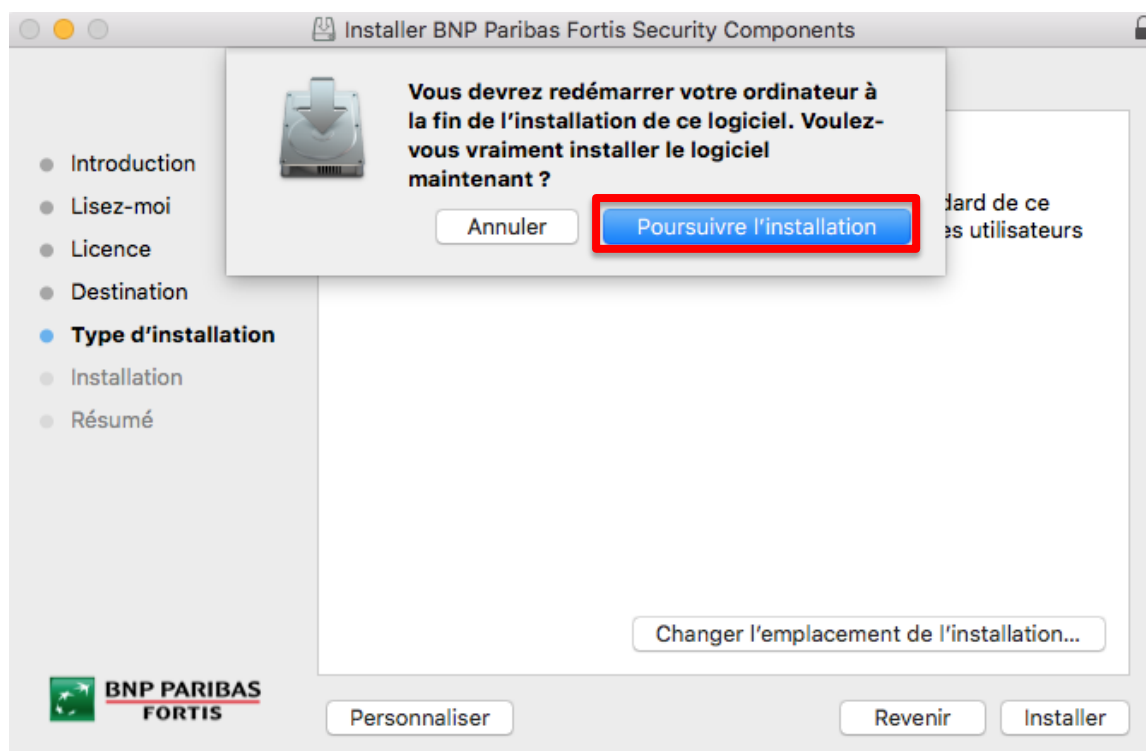 Installer BNP Paribas Fortis Security Components
Vous devrez redémarrer votre ordinateur à
la fin de l'installation de ce logiciel. Voulez-
vous vraiment installer le logiciel
maintenant ?
Annuler
Poursuivre l'installation
de ce
utilisateurs
Introduction
Lisez-moi
Licence
Destination
Type d'installation
Installation
Résumé
Changer l'emplacement de l'installation...
BNP PARIBAS
FORTIS
Personnaliser
Revenir
Installer